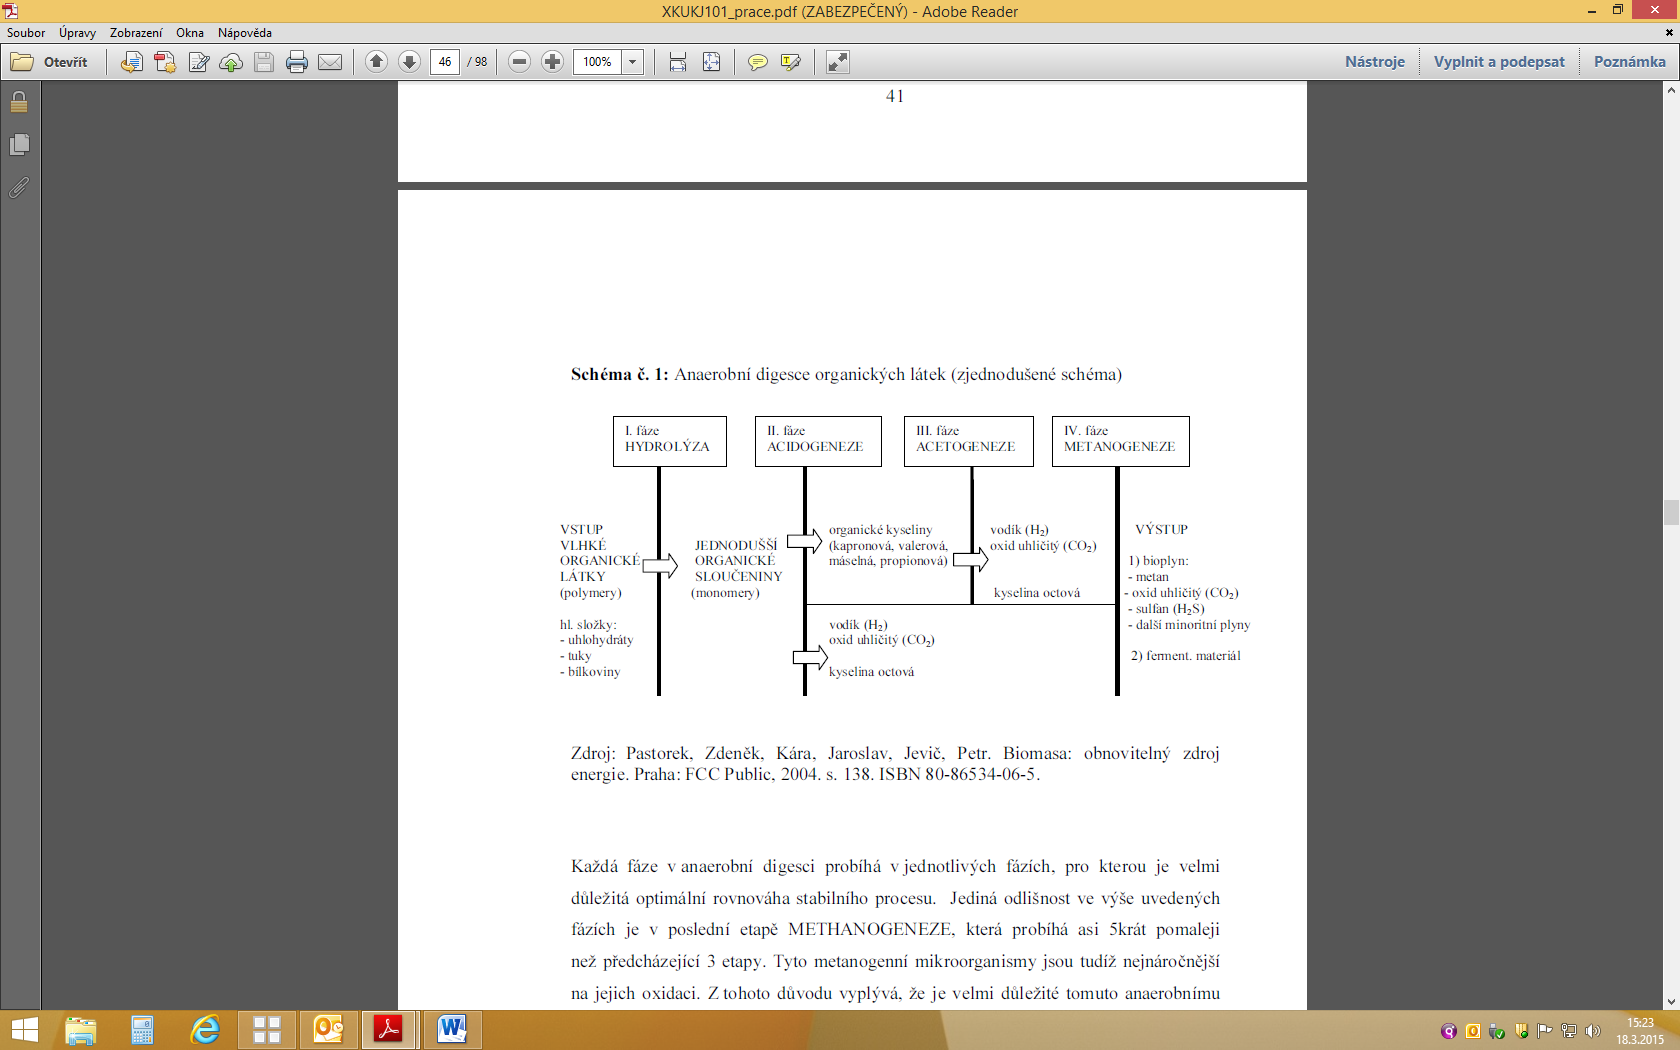 XKUKJ101_prace.pdf (ZABEZPEČENÝ) - Adobe Reader
Soubor Úpravy Zobrazení Okna Nápověda
Otevřít 46 / 98 100% Nástroje Vyplnit a podepsat Poznámka
41
Schéma č. 1: Anaerobní digesce organických látek (zjednodušené schéma)
I. fáze
HYDROLÝZA
II. fáze
ACIDOGENEZE
III. fáze
ACETOGENEZE
IV. fáze
METANOGENEZE
VSTUP
VLHKÉ
ORGANICKÉ
LÁTKY
(polymery)
hl. složky:
- uhlohydráty
- tuky
- bílkoviny
JEDNODUŠŠÍ
ORGANICKÉ
SLOUČENINY
(monomery)
organické kyseliny
(kapronová, valerová,
máselná, propionová)
vodík (H₂)
oxid uhličitý (CO₂)
kyselina octová
vodík (H₂)
oxid uhličitý (CO₂)
kyselina octová
VÝSTUP
1) bioplyn:
- metan
- oxid uhličitý (CO₂)
- sulfan (H₂S)
- další minoritní plyny
2) ferment. materiál
Zdroj: Pastorek, Zdeněk, Kára, Jaroslav, Jevič, Petr. Biomasa: obnovitelný zdroj
energie. Praha: FCC Public, 2004. s. 138. ISBN 80-86534-06-5.
Každá fáze v anaerobní digesci probíhá v jednotlivých fázích, pro kterou je velmi
důležitá optimální rovnováha stabilního procesu. Jediná odlišnost ve výše uvedených
fázích je v poslední etapě METHANOGENEZE, která probíhá asi 5krát pomaleji
než předcházející 3 etapy. Tyto metanogenní mikroorganismy jsou tudíž nejnáročnější
na jejich oxidaci. Z tohoto důvodu vyplývá, že je velmi důležité tomuto anaerobnímu
15:23
18.3.2015